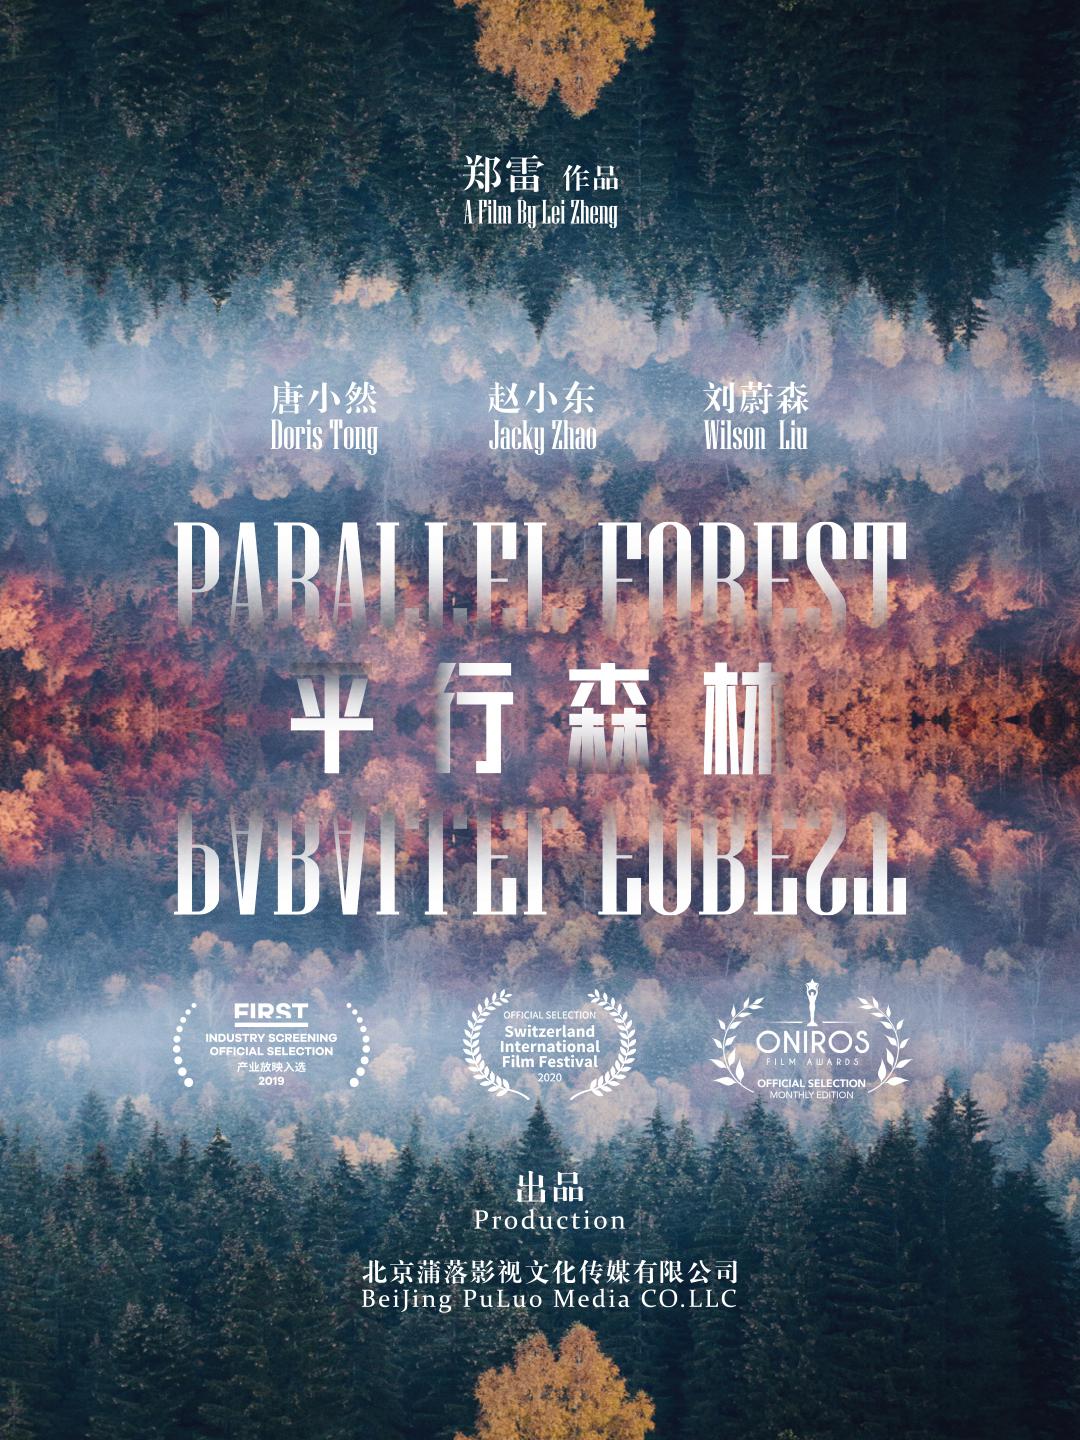 郑雷 作品
A Film By Lei Zheng
唐小然 赵小东 刘蔚森
Doris Tong Jacky Zhao Wilson Liu
PARALLEL FOREST
平行森林
PARALLEL FOREST
FIRST
INDUSTRY SCREENING
OFFICIAL SELECTION
产业放映入选
2019
OFFICIAL SELECTION
Switzerland
International
Film Festival
2020
ONIROS
FILM AWARDS
OFFICIAL SELECTION
MONTHLY EDITION
出品
Production
北京蒲落影视文化传媒有限公司
BeiJing PuLuo Media CO.LLC